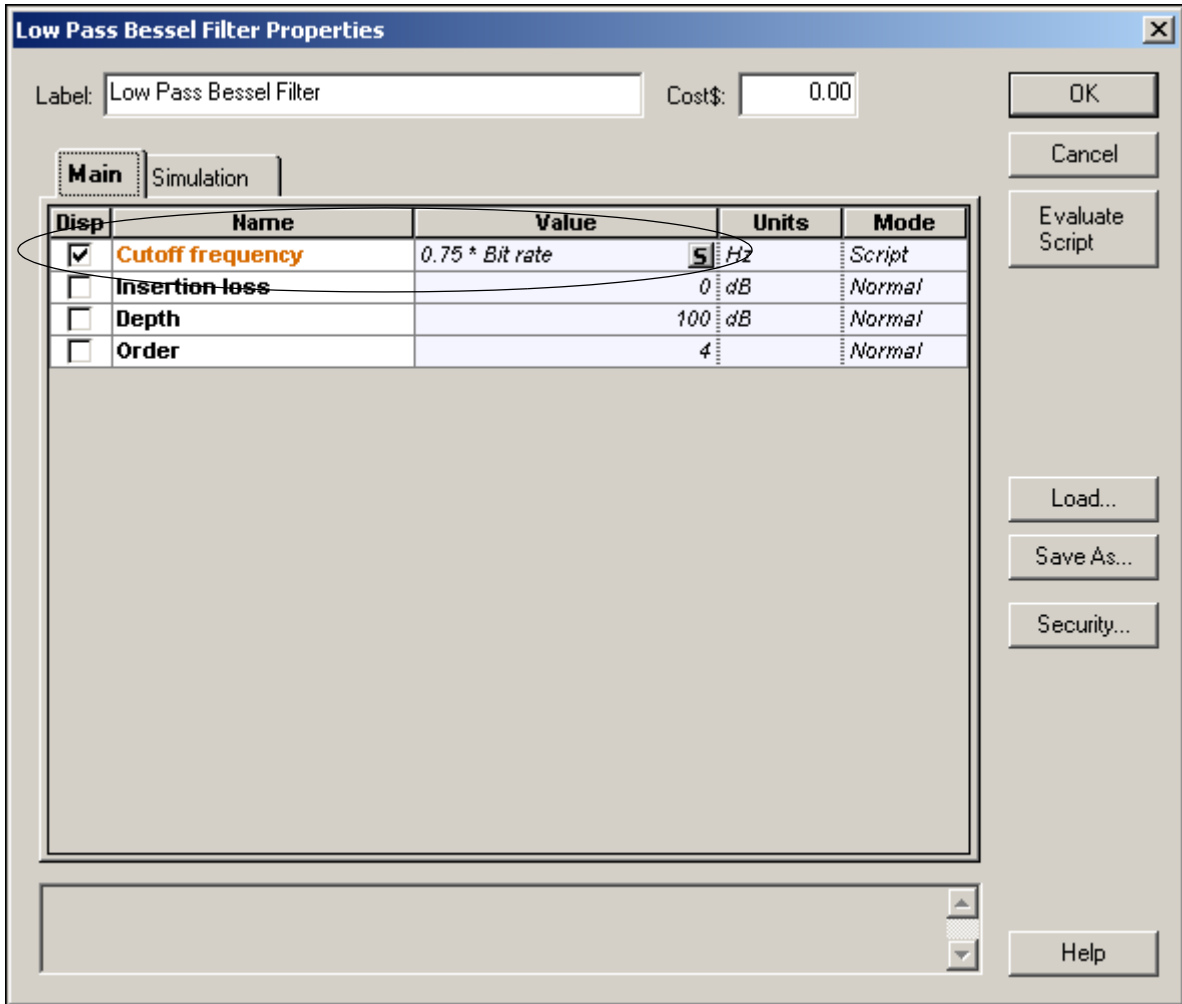 Low Pass Bessel Filter Properties
Label: Low Pass Bessel Filter Cost$: 0.00
OK
Cancel
Evaluate Script
Main Simulation
Disp Name Value Units Mode
Cutoff frequency 0.75 * Bit rate S Hz Script
Insertion loss 0 dB Normal
Depth 100 dB Normal
Order 4 Normal
Load...
Save As...
Security...
Help